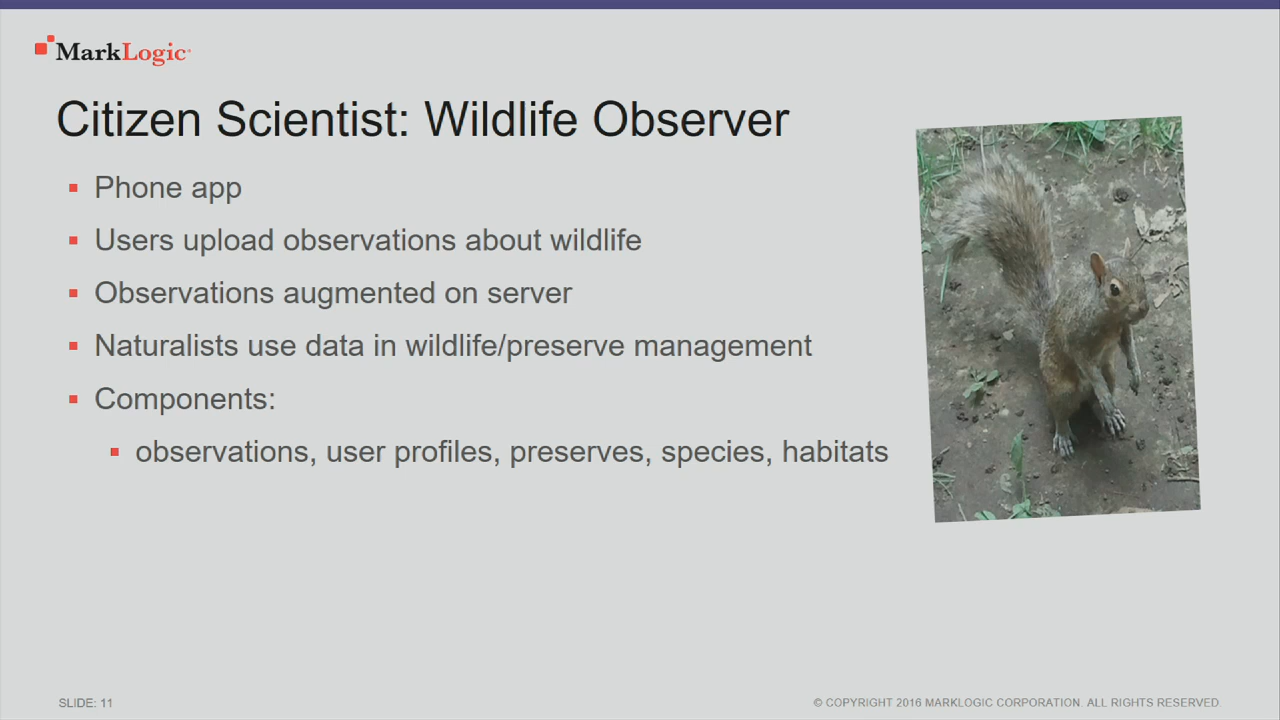 MarkLogic
Citizen Scientist: Wildlife Observer
Phone app
Users upload observations about wildlife
Observations augmented on server
Naturalists use data in wildlife/preserve management
Components:
observations, user profiles, preserves, species, habitats
SLIDE: 11
© COPYRIGHT 2016 MARKLOGIC CORPORATION. ALL RIGHTS RESERVED.